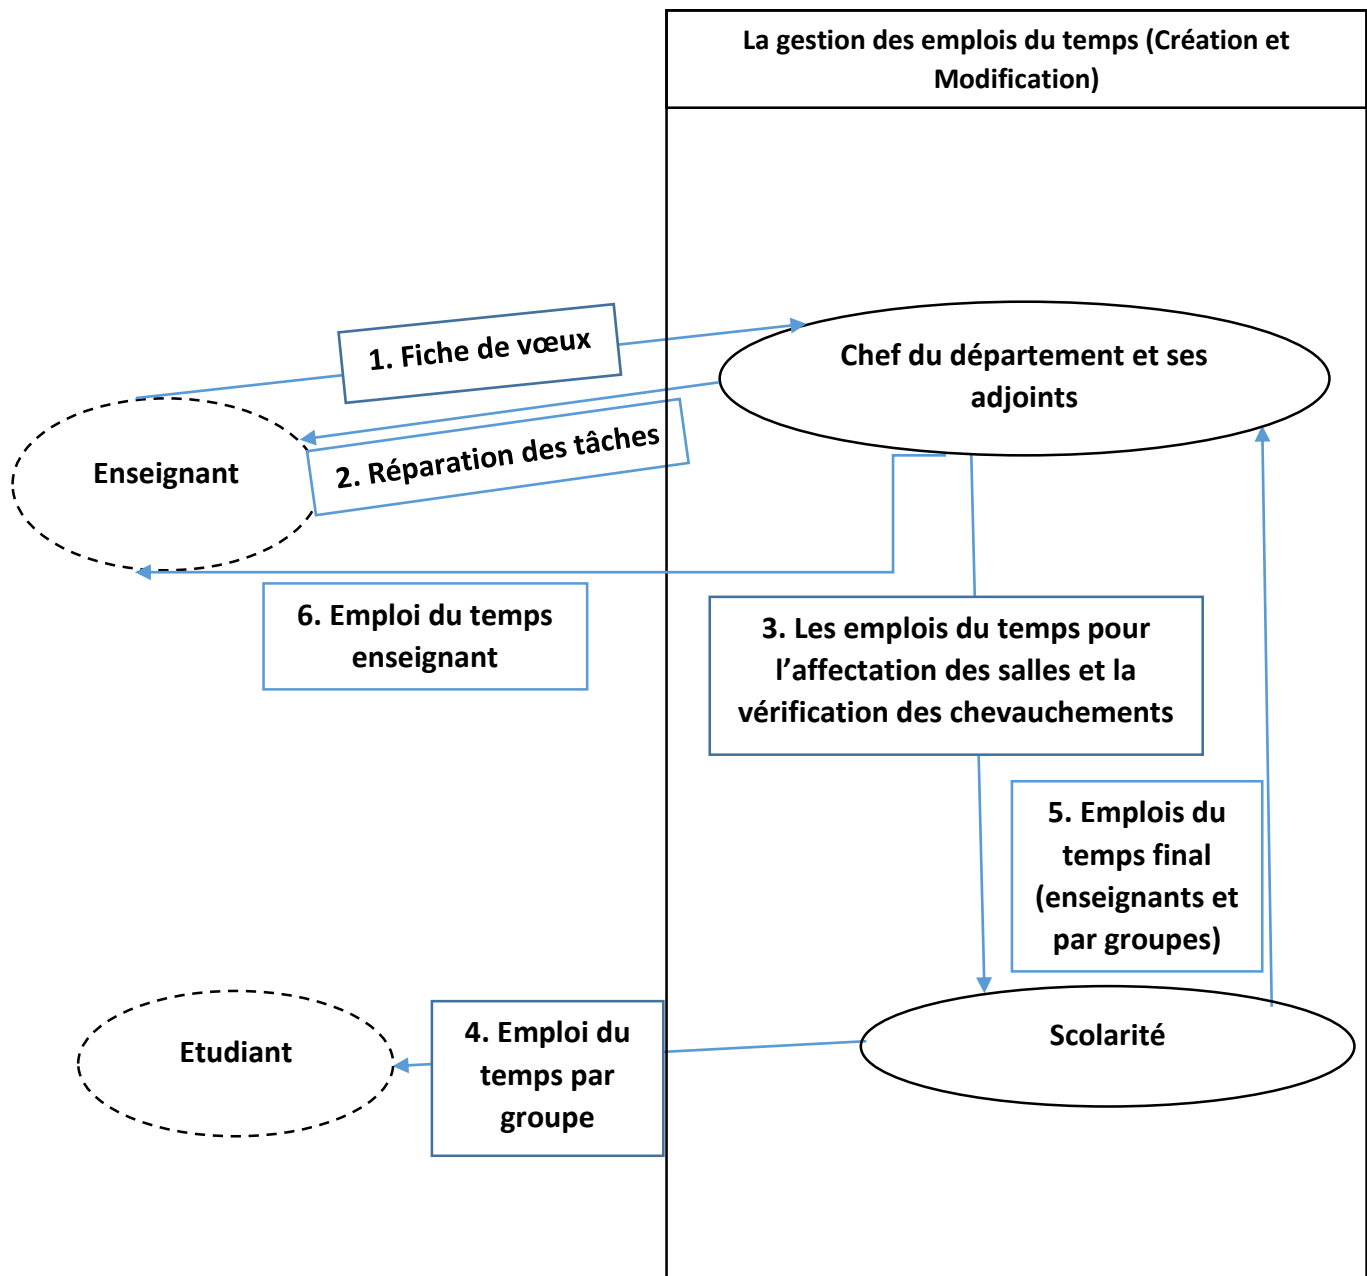 La gestion des emplois du temps (Création et
Modification)
1. Fiche de vœux
Chef du département et ses
adjoints
2. Réparation des tâches
Enseignant
6. Emploi du temps
enseignant
3. Les emplois du temps pour
l’affectation des salles et la
vérification des chevauchements
5. Emplois du
temps final
(enseignants et
par groupes)
4. Emploi du
temps par
groupe
Etudiant
Scolarité